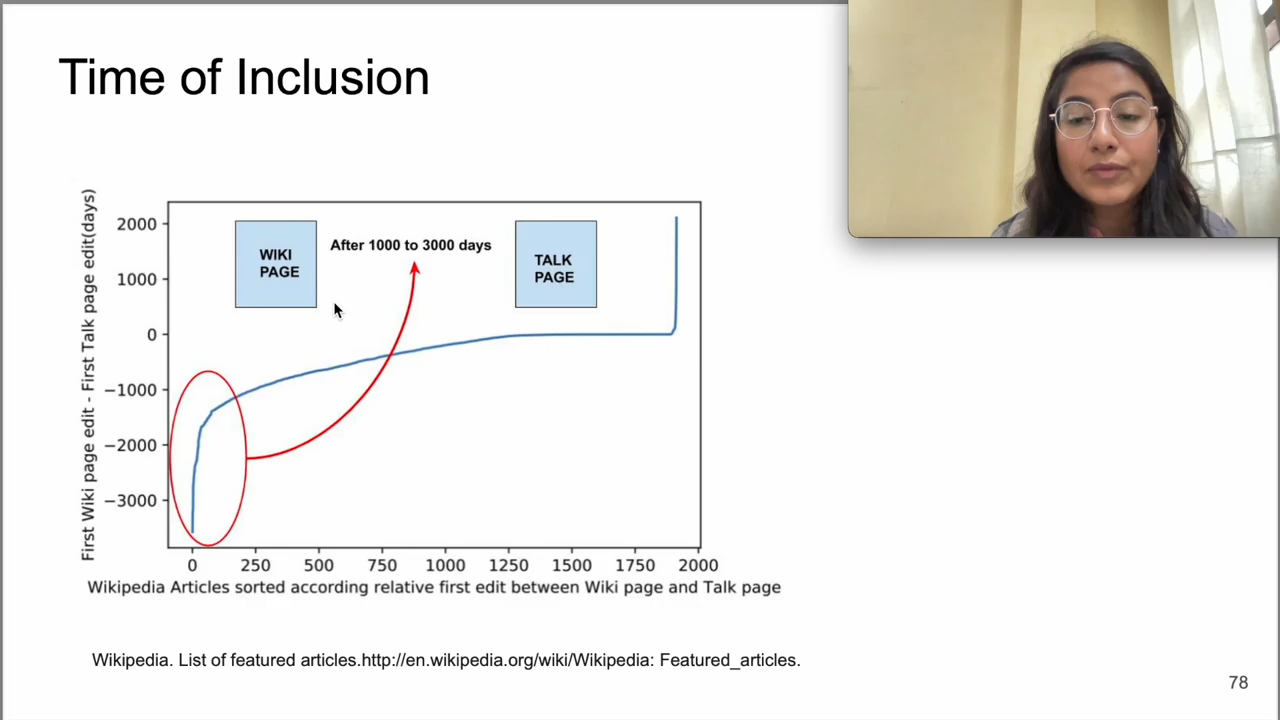 Time of Inclusion
First Wiki page edit - First Talk page edit(days)
2000
1000
0
−1000
−2000
−3000
WIKI
PAGE
After 1000 to 3000 days
TALK
PAGE
0 250 500 750 1000 1250 1500 1750 2000
Wikipedia Articles sorted according relative first edit between Wiki page and Talk page
Wikipedia. List of featured articles.http://en.wikipedia.org/wiki/Wikipedia: Featured_articles.
78